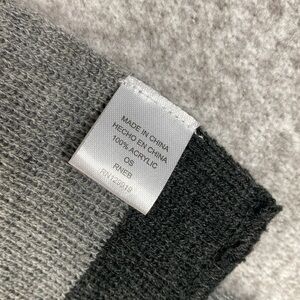 MADE IN CHINA
HECHO EN CHINA
100% ACRYLIC
OS
RNEB